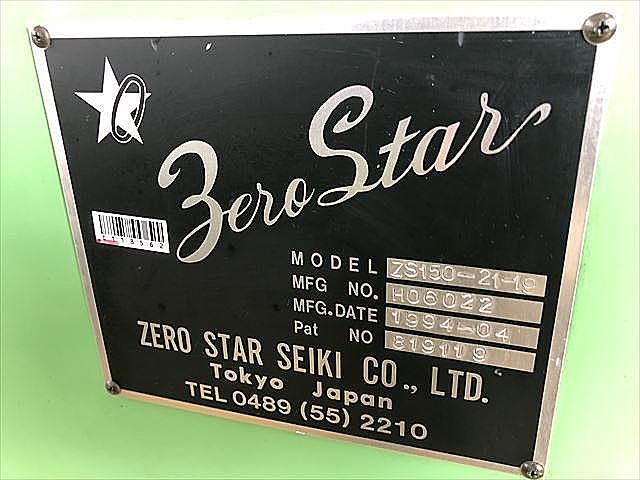 Zero Star
MODEL ZS150-21-19
MFG NO. H06022
MFG.DATE 1994-04
Pat NO 819119
ZERO STAR SEIKI CO., LTD.
Tokyo Japan
TEL 0489 (55) 2210